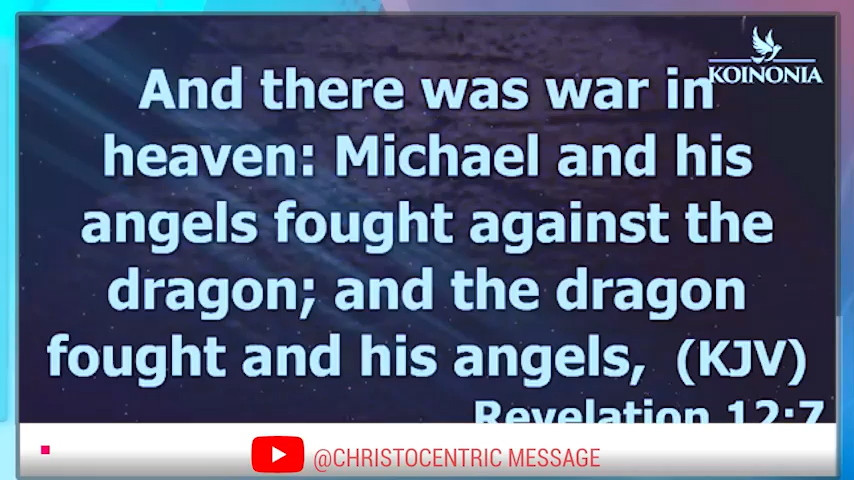 KOINONIA
And there was war in
heaven: Michael and his
angels fought against the
dragon; and the dragon
fought and his angels, (KJV)
Revelation 12:7
@CHRISTOCENTRIC MESSAGE